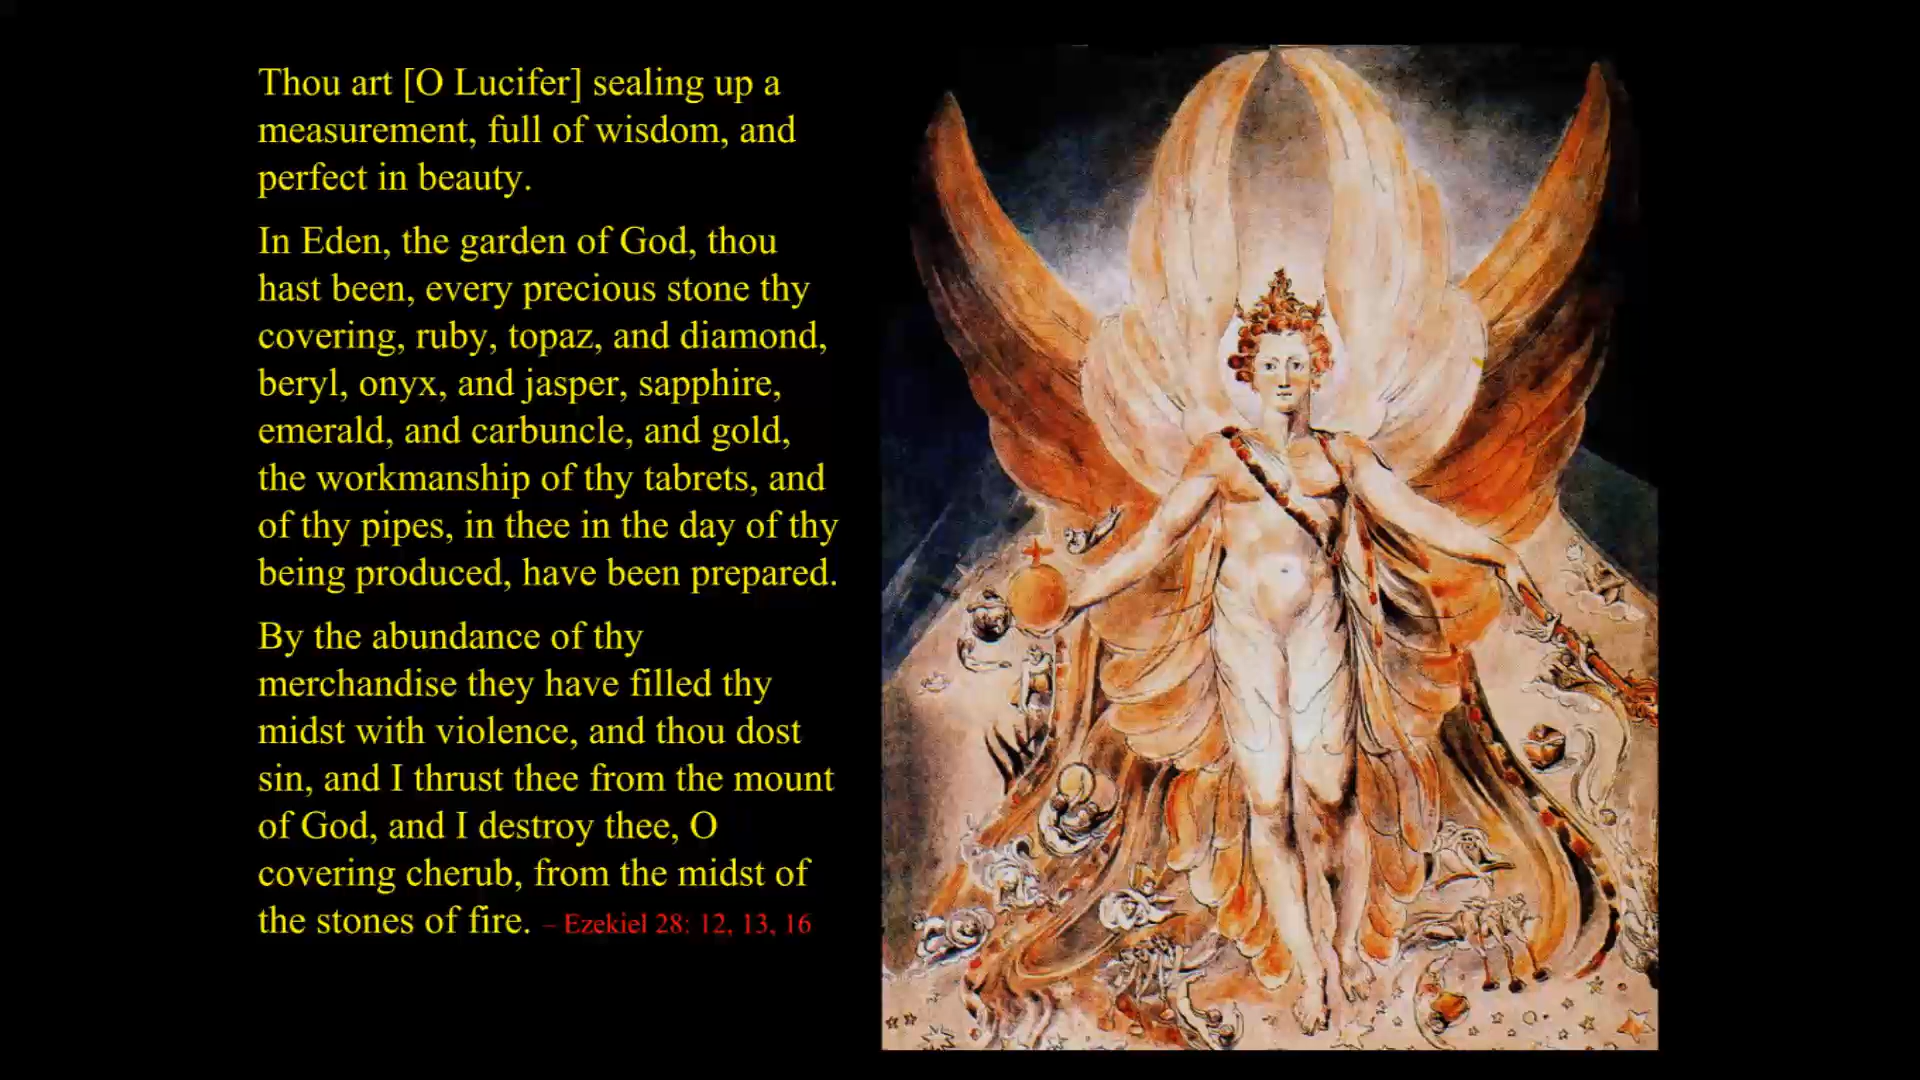 Thou art [O Lucifer] sealing up a
measurement, full of wisdom, and
perfect in beauty.
In Eden, the garden of God, thou
hast been, every precious stone thy
covering, ruby, topaz, and diamond,
beryl, onyx, and jasper, sapphire,
emerald, and carbuncle, and gold,
the workmanship of thy tabrets, and
of thy pipes, in thee in the day of thy
being produced, have been prepared.
By the abundance of thy
merchandise they have filled thy
midst with violence, and thou dost
sin, and I thrust thee from the mount
of God, and I destroy thee, O
covering cherub, from the midst of
the stones of fire. – Ezekiel 28: 12, 13, 16